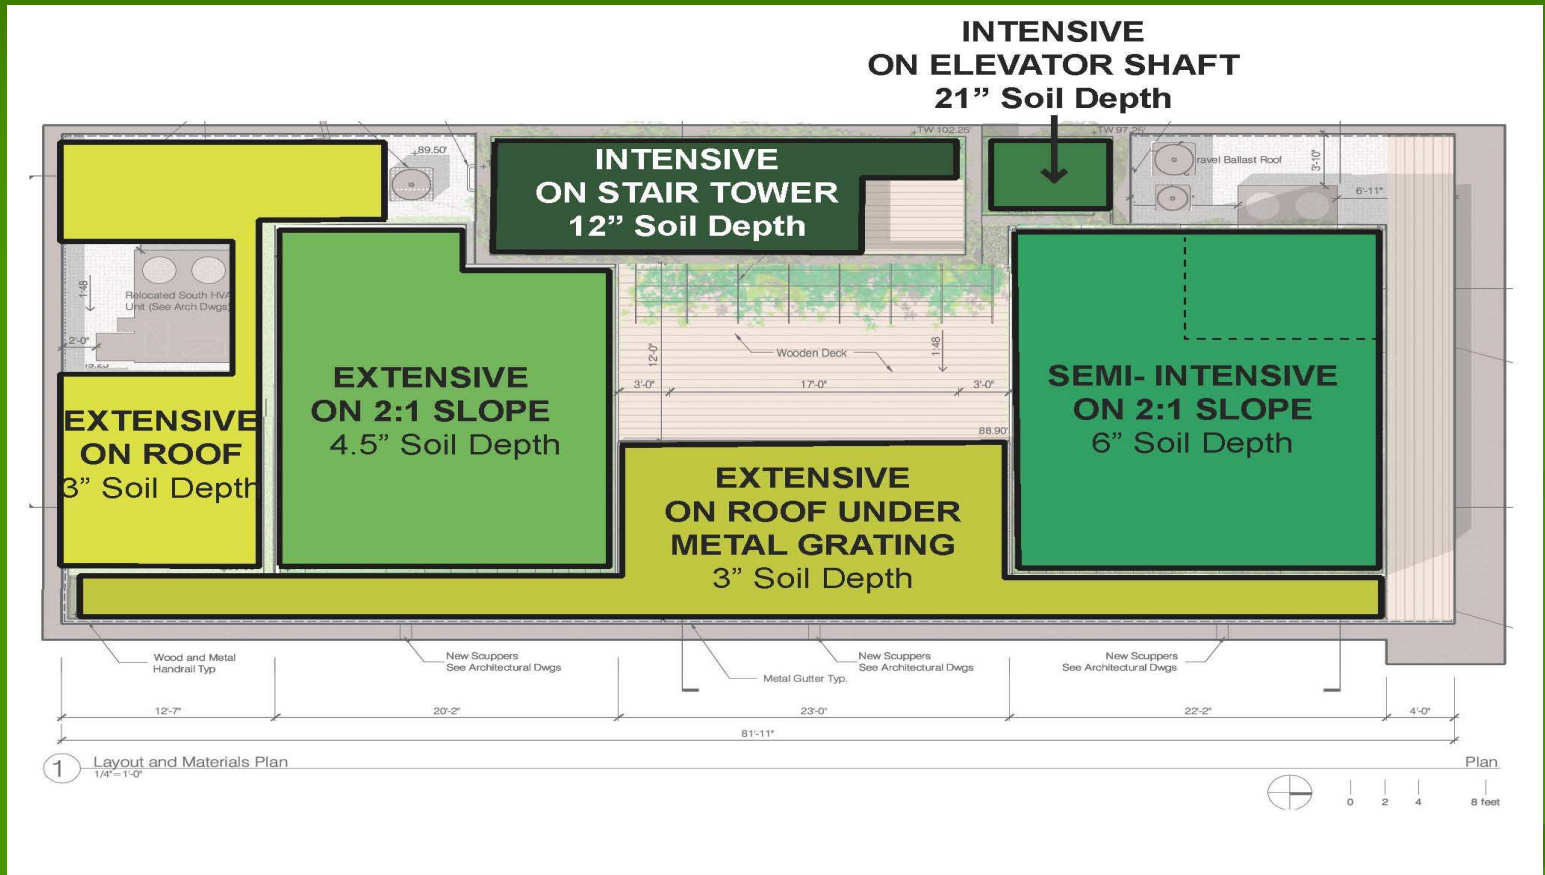 INTENSIVE
ON ELEVATOR SHAFT
21” Soil Depth
TW 102.25'
TW 97.25'
+89.50'
INTENSIVE
ON STAIR TOWER
12” Soil Depth
ravel Ballast Roof
3'-10"
6'-11"
1:48
Relocated South HVA
Unit (See Arch Dwgs)
2'-0"
EXTENSIVE
ON ROOF
3” Soil Depth
EXTENSIVE
ON 2:1 SLOPE
4.5” Soil Depth
12'-0"
Wooden Deck
1:48
3'-0"
17'-0"
3'-0"
88.90'
SEMI- INTENSIVE
ON 2:1 SLOPE
6” Soil Depth
EXTENSIVE
ON ROOF UNDER
METAL GRATING
3” Soil Depth
Wood and Metal
Handrail Typ
New Scuppers
See Architectural Dwgs
Metal Gutter Typ.
New Scuppers
See Architectural Dwgs
New Scuppers
See Architectural Dwgs
12'-7"
20'-2"
23'-0"
22'-2"
4'-0"
81'-11"
1
Layout and Materials Plan
1/4"=1'-0"
Plan
0 2 4 8 feet